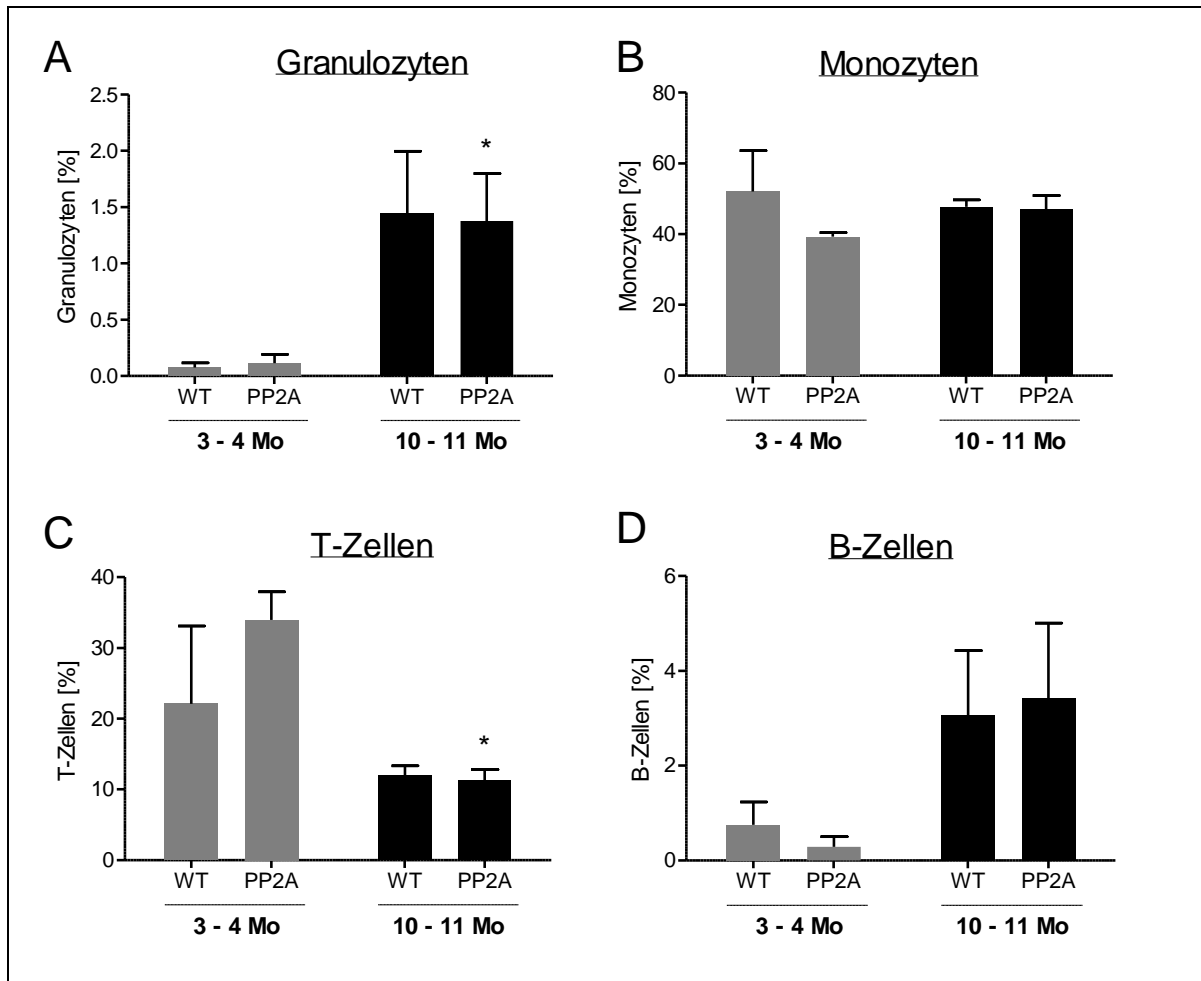 A
Granulozyten
Granulozyten [%]
2.5
2.0
1.5
1.0
0.5
0.0
*
WT PP2A WT PP2A
3 - 4 Mo 10 - 11 Mo
B
Monozyten
Monozyten [%]
80
60
40
20
0
WT PP2A WT PP2A
3 - 4 Mo 10 - 11 Mo
C
T-Zellen
T-Zellen [%]
40
30
20
10
0
*
WT PP2A WT PP2A
3 - 4 Mo 10 - 11 Mo
D
B-Zellen
B-Zellen [%]
6
4
2
0
WT PP2A WT PP2A
3 - 4 Mo 10 - 11 Mo